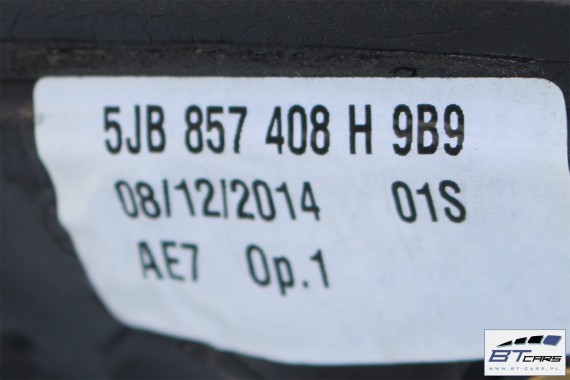 5JB 857 408 H 9B9
08/12/2014 01S
AE7 Op.1
BTCARS
WWW.BT-CARS.PL